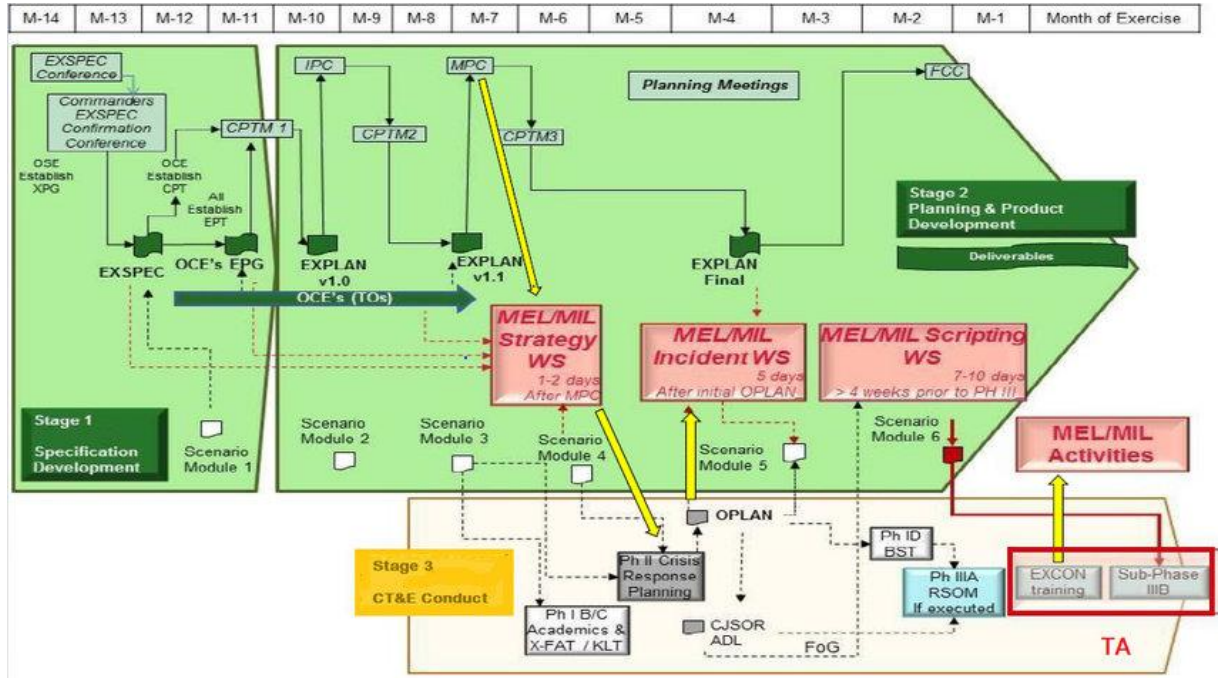 M-14 M-13 M-12 M-11 M-10 M-9 M-8 M-7 M-6 M-5 M-4 M-3 M-2 M-1 Month of Exercise
EXSPEC
Conference
Commanders
EXSPEC
Confirmation
Conference
OSE
Establish
XPG
OCE
Establish
CPT
All
Establish
EPT
CPTM 1
EXSPEC
OCE's EPG
IPC
CPTM2
MPC
CPTM3
Planning Meetings
FCC
EXPLAN
v1.0
EXPLAN
v1.1
EXPLAN
Final
OCE's (TOs)
Stage 2
Planning & Product
Development
Deliverables
MEL/MIL
Strategy
WS
1-2 days
After MPC
MEL/MIL
Incident WS
5 days
After initial OPLAN
MEL/MIL Scripting
WS
7-10 days
> 4 weeks prior to PH III
Stage 1
Specification
Development
Scenario
Module 1
Scenario
Module 2
Scenario
Module 3
Scenario
Module 4
Scenario
Module 5
Scenario
Module 6
MEL/MIL
Activities
Stage 3
CT&E Conduct
Ph I B/C
Academics &
X-FAT / KLT
Ph II Crisis
Response
Planning
OPLAN
CJSOR
ADL
FoG
Ph ID
BST
Ph IIIA
RSOM
If executed
EXCON
training
Sub-Phase
IIIB
TA